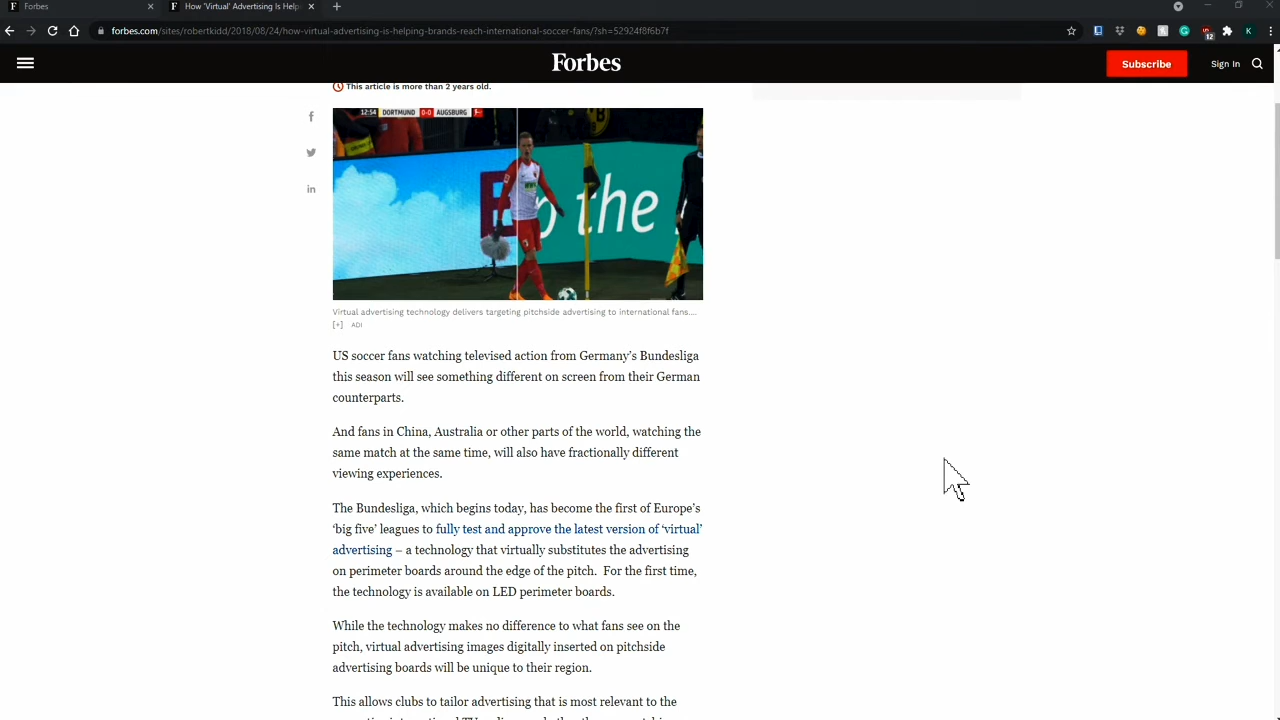 Forbes
How 'Virtual' Advertising Is Help
forbes.com/sites/robertkidd/2018/08/24/how-virtual-advertising-is-helping-brands-reach-international-soccer-fans/?sh=52924f8f6b7f
12
K
Forbes
Subscribe
Sign In
This article is more than 2 years old.
12:54 DORTMUND 0-0 AUGSBURG
the
Virtual advertising technology delivers targeting pitchside advertising to international fans....
[+] ADI
US soccer fans watching televised action from Germany's Bundesliga
this season will see something different on screen from their German
counterparts.
And fans in China, Australia or other parts of the world, watching the
same match at the same time, will also have fractionally different
viewing experiences.
The Bundesliga, which begins today, has become the first of Europe's
'big five' leagues to fully test and approve the latest version of 'virtual'
advertising – a technology that virtually substitutes the advertising
on perimeter boards around the edge of the pitch. For the first time,
the technology is available on LED perimeter boards.
While the technology makes no difference to what fans see on the
pitch, virtual advertising images digitally inserted on pitchside
advertising boards will be unique to their region.
This allows clubs to tailor advertising that is most relevant to the